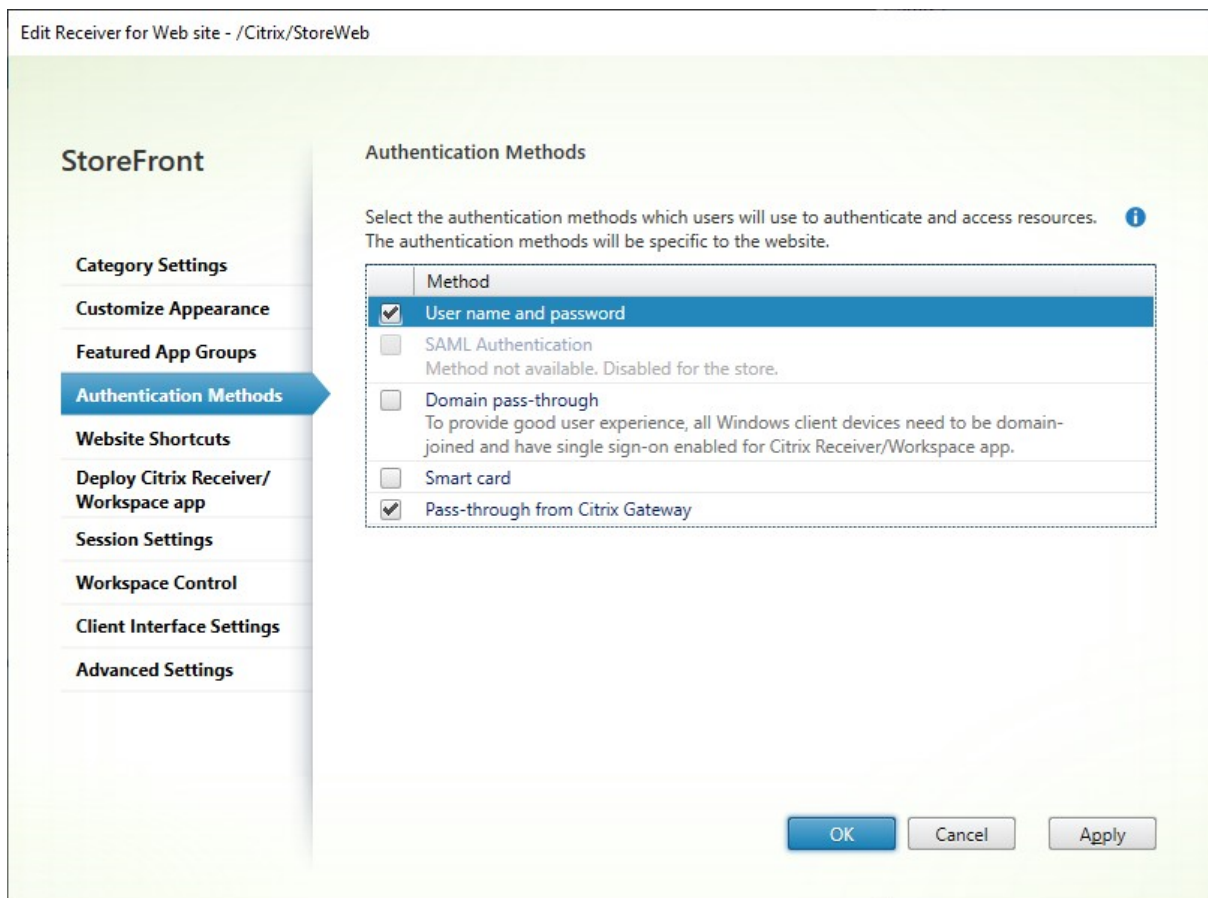 Edit Receiver for Web site - /Citrix/StoreWeb
StoreFront
Category Settings
Customize Appearance
Featured App Groups
Authentication Methods
Website Shortcuts
Deploy Citrix Receiver/
Workspace app
Session Settings
Workspace Control
Client Interface Settings
Advanced Settings
Authentication Methods
Select the authentication methods which users will use to authenticate and access resources.
The authentication methods will be specific to the website.
Method
User name and password
SAML Authentication
Method not available. Disabled for the store.
Domain pass-through
To provide good user experience, all Windows client devices need to be domain-
joined and have single sign-on enabled for Citrix Receiver/Workspace app.
Smart card
Pass-through from Citrix Gateway
OK
Cancel
Apply